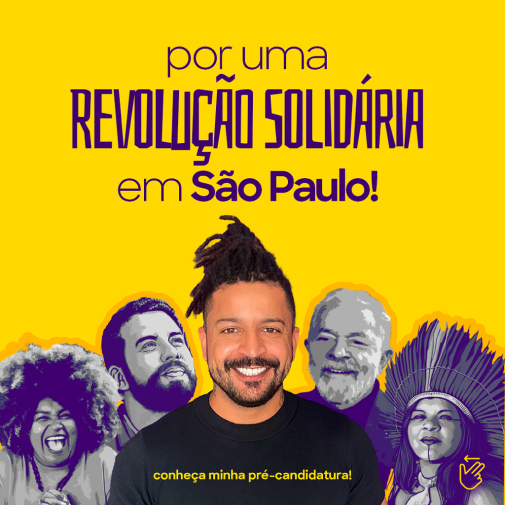 por uma
REVOLUÇÃO SOLIDÁRIA
em São Paulo!
conheça minha pré-candidatura!